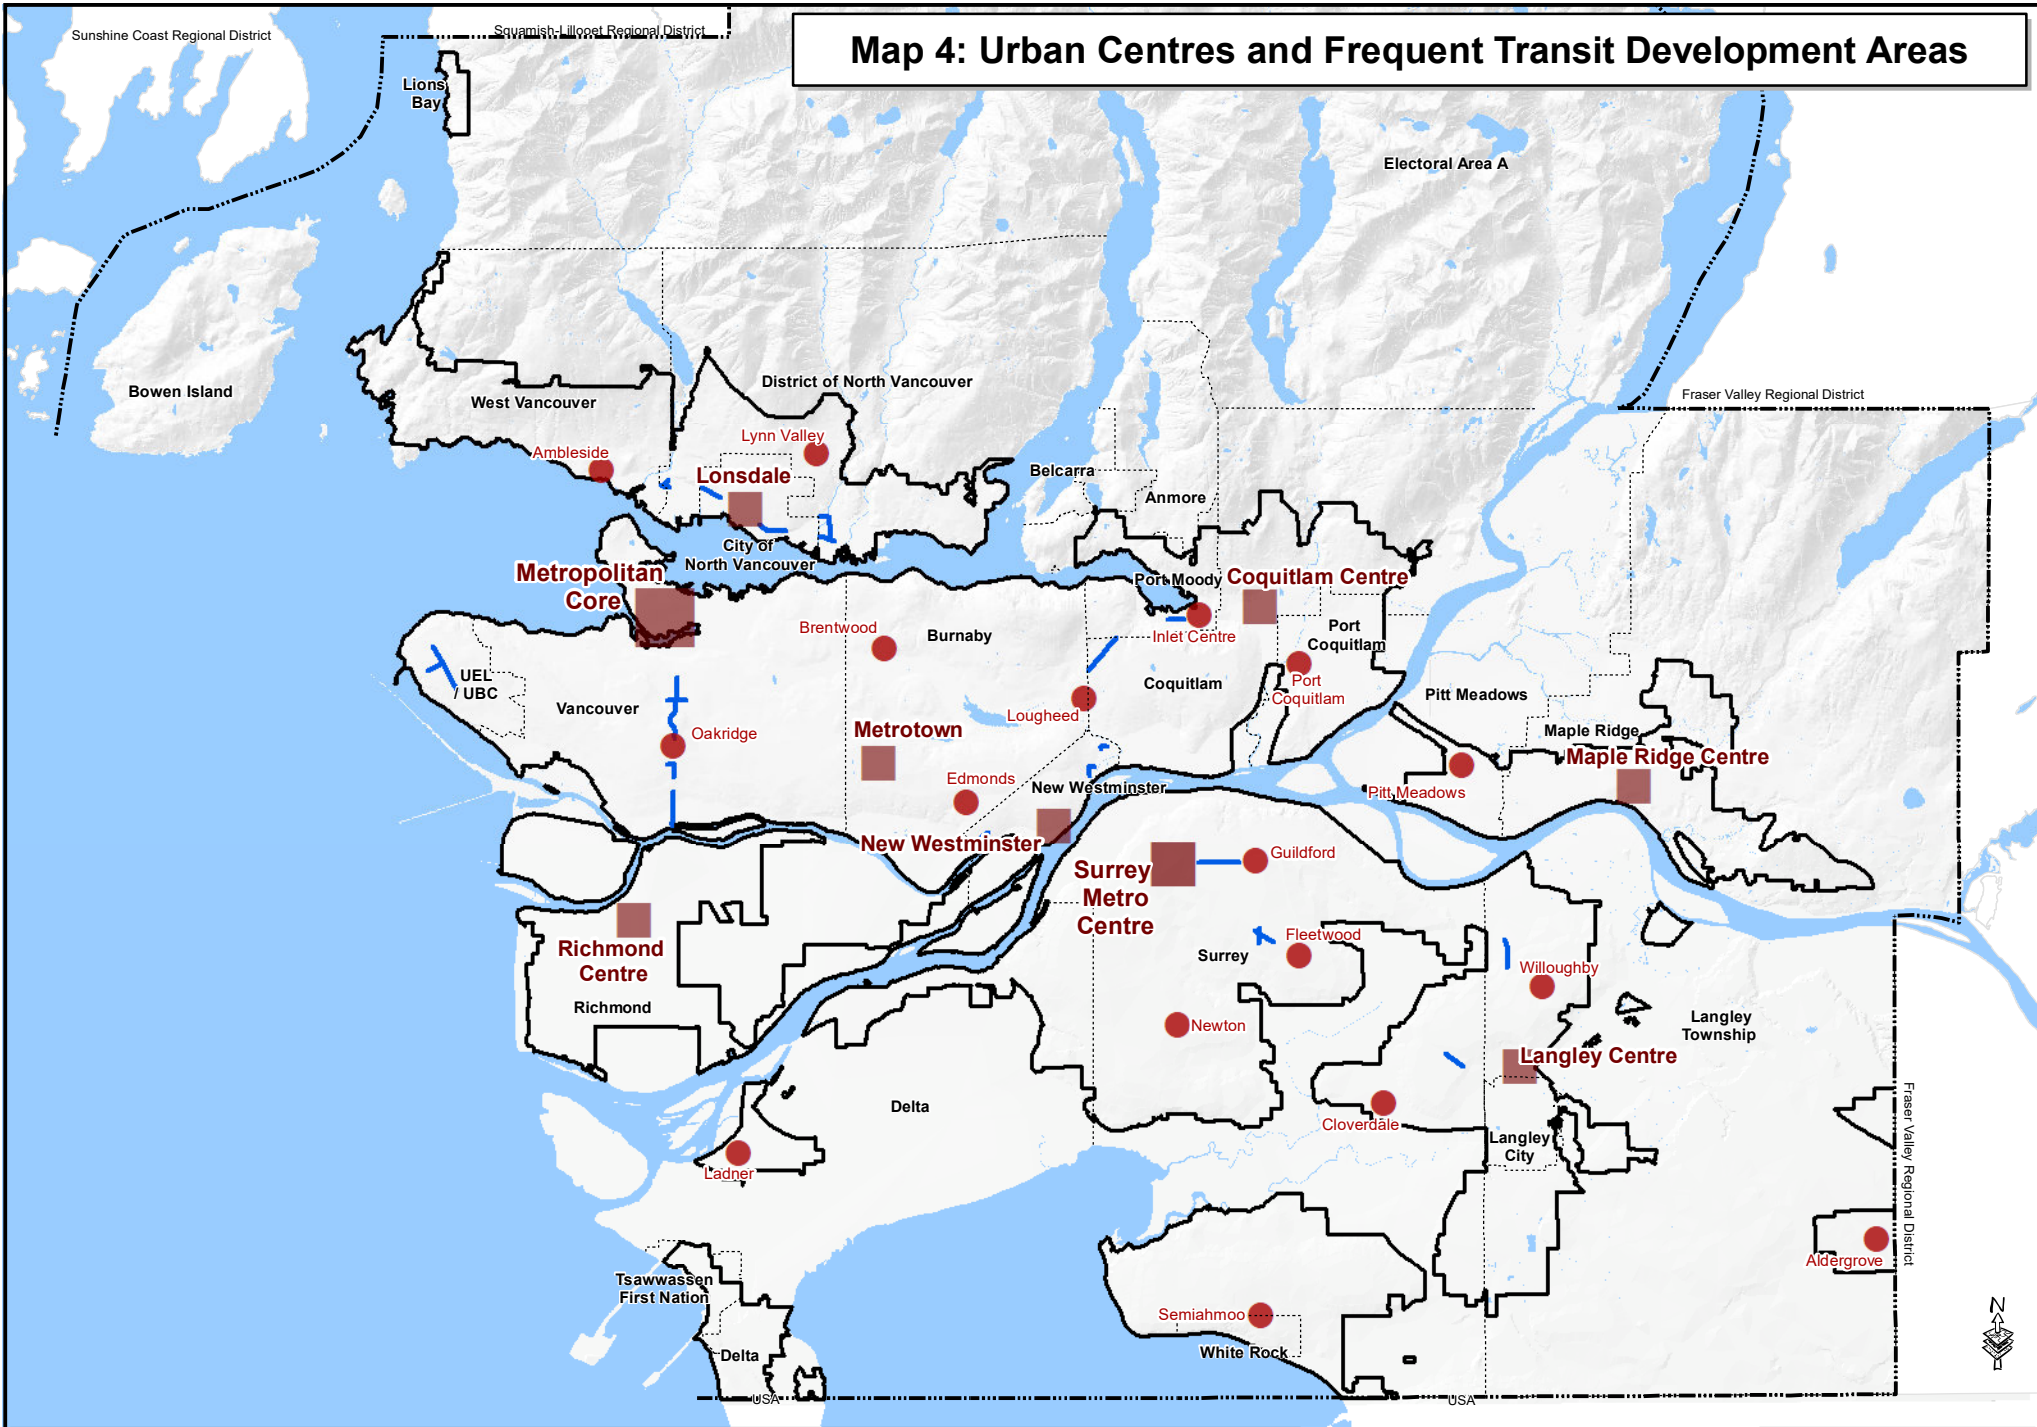 Map 4: Urban Centres and Frequent Transit Development Areas
Sunshine Coast Regional District
Squamish-Lillooet Regional District
Lions
Bay
Electoral Area A
Bowen Island
West Vancouver
District of North Vancouver
Fraser Valley Regional District
Ambleside
Lynn Valley
Lonsdale
Belcarra
Anmore
City of
North Vancouver
Metropolitan
Core
Port Moody
Coquitlam Centre
Inlet Centre
Brentwood
Burnaby
Port
Coquitlam
UEL
/ UBC
Vancouver
Coquitlam
Port
Coquitlam
Pitt Meadows
Lougheed
Oakridge
Metrotown
Maple Ridge
Maple Ridge Centre
Edmonds
New Westminster
Pitt Meadows
New Westminster
Surrey
Metro
Centre
Guildford
Richmond
Centre
Fleetwood
Surrey
Willoughby
Richmond
Newton
Langley
Township
Langley Centre
Delta
Cloverdale
Langley
City
Fraser Valley Regional District
Ladner
Aldergrove
Tsawwassen
First Nation
Semiahmoo
White Rock
Delta
USA
USA
N